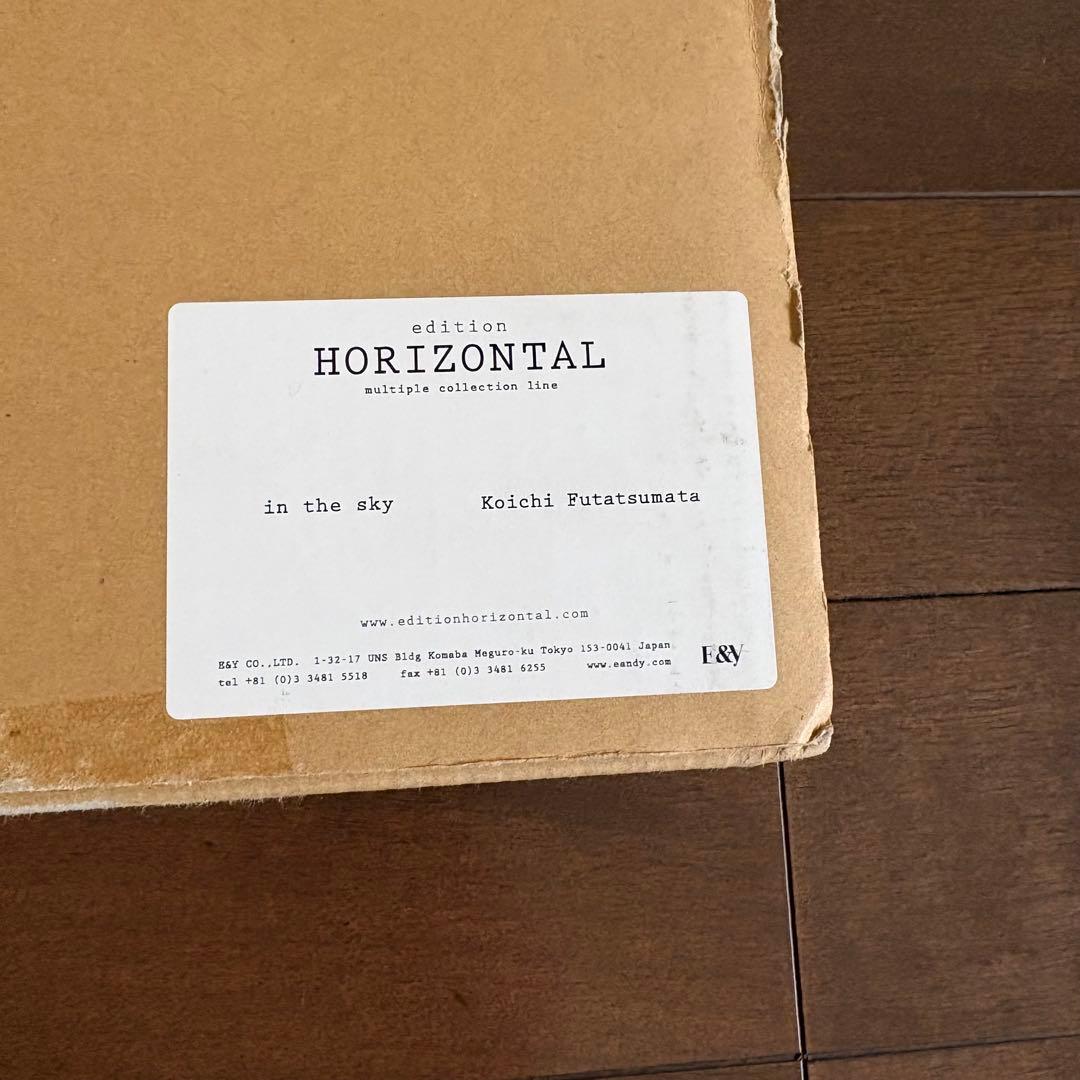 edition
HORIZONTAL
multiple collection line
in the sky Koichi Futatsumata
www.editionhorizontal.com
E&Y CO.,LTD. 1-32-17 UNS Bldg Komaba Meguro-ku Tokyo 153-0041 Japan
tel +81 (0)3 3481 5518 fax +81 (0)3 3481 6255 www.eandy.com
E&Y